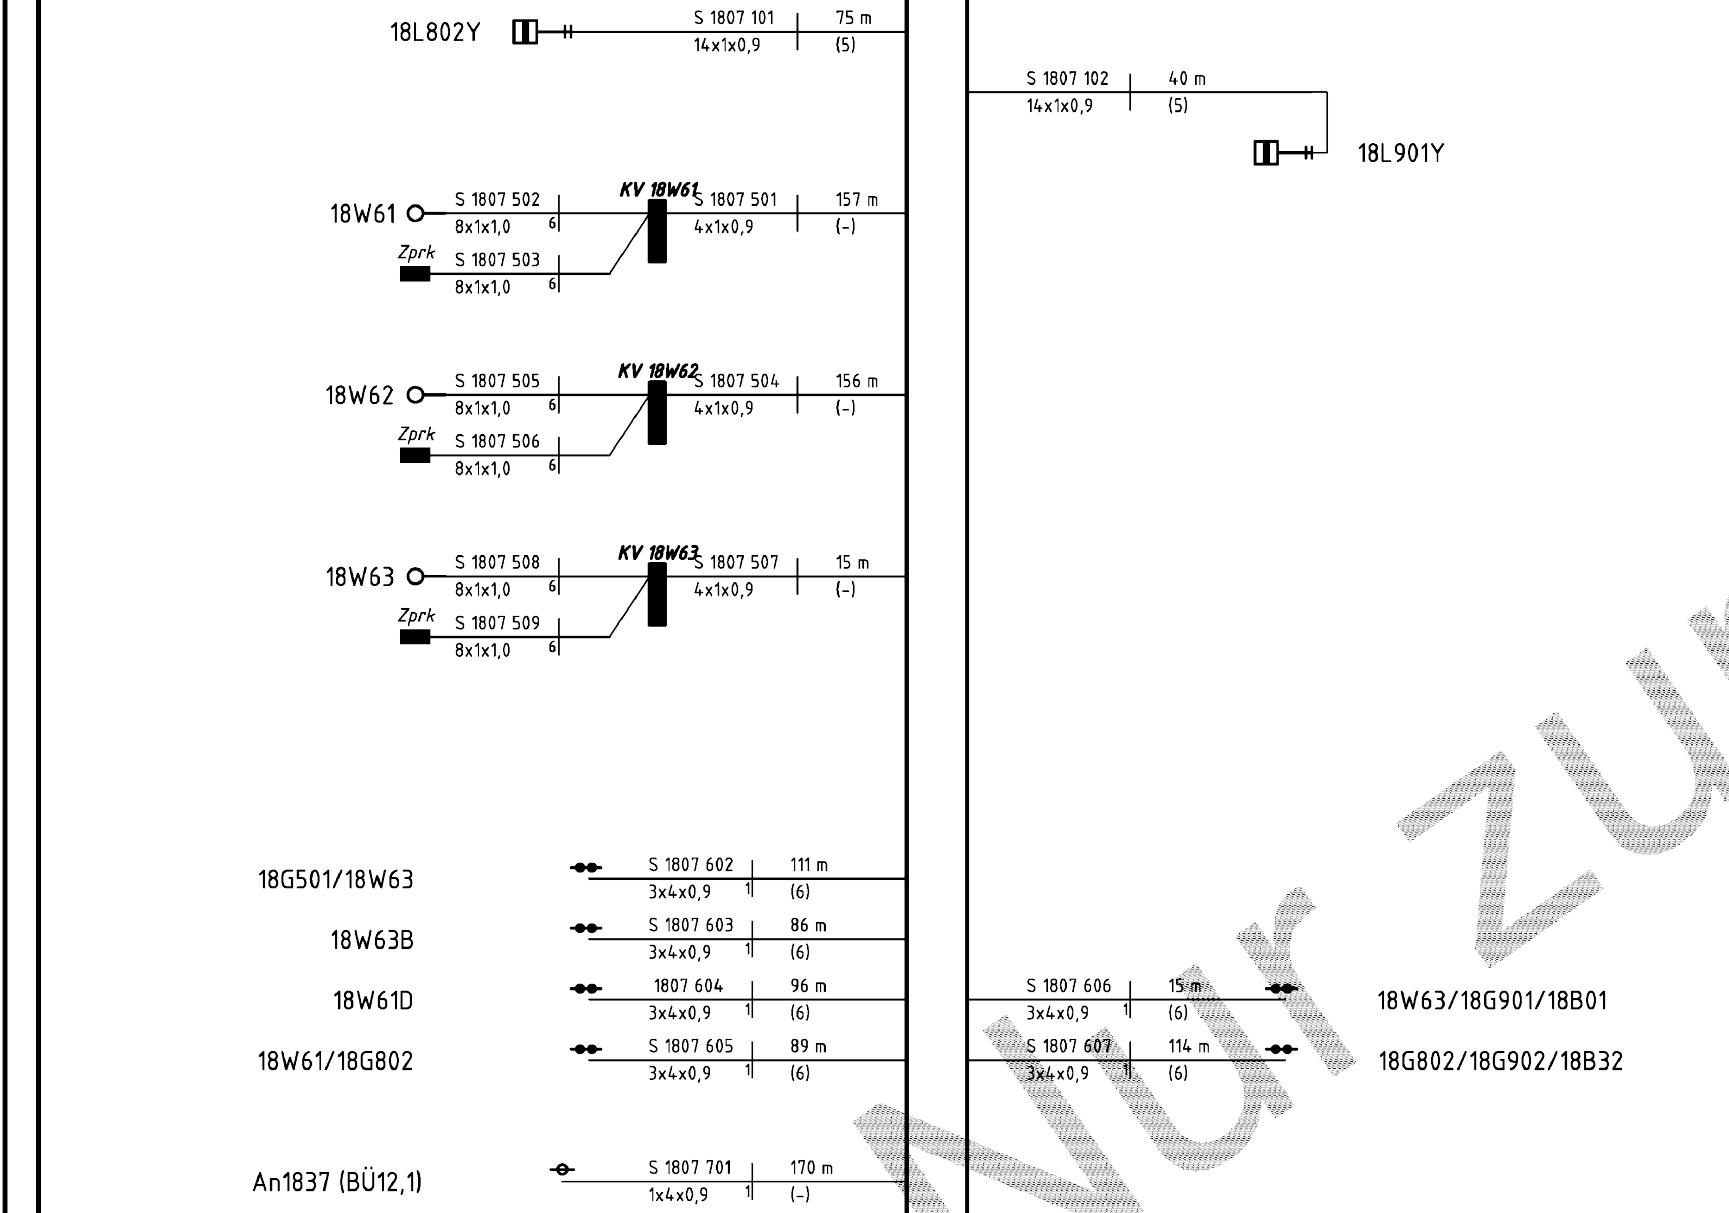 18L802Y S 1807 101 75 m
14x1x0,9 (5)
S 1807 102 40 m
14x1x0,9 (5)
18L901Y
KV 18W61
18W61 S 1807 502 S 1807 501 157 m
8x1x1,0 6 4x1x0,9 (-)
Zprk S 1807 503
8x1x1,0 6
KV 18W62
18W62 S 1807 505 S 1807 504 156 m
8x1x1,0 6 4x1x0,9 (-)
Zprk S 1807 506
8x1x1,0 6
KV 18W63
18W63 S 1807 508 S 1807 507 15 m
8x1x1,0 6 4x1x0,9 (-)
Zprk S 1807 509
8x1x1,0 6
18G501/18W63 S 1807 602 111 m
3x4x0,9 1 (6)
18W63B S 1807 603 86 m
3x4x0,9 1 (6)
18W61D 1807 604 96 m S 1807 606 15 m 18W63/18G901/18B01
3x4x0,9 1 (6) 3x4x0,9 1 (6)
18W61/18G802 S 1807 605 89 m S 1807 607 114 m 18G802/18G902/18B32
3x4x0,9 1 (6) 3x4x0,9 1 (6)
An1837 (BÜ12,1) S 1807 701 170 m
1x4x0,9 1 (-)
Nur zur